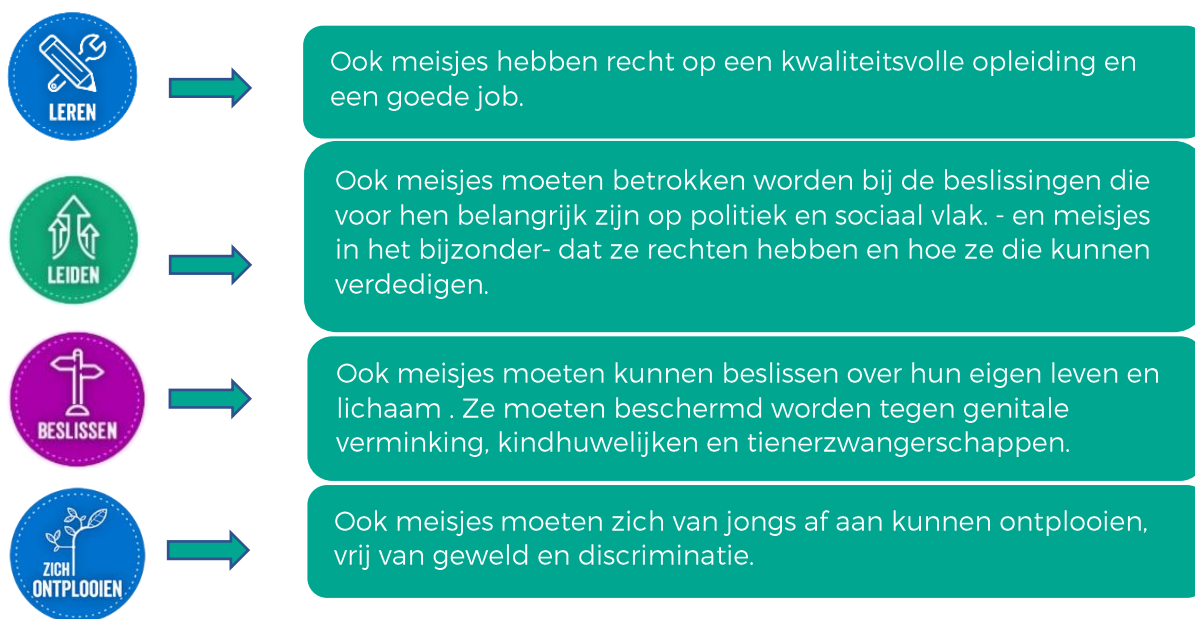 LEREN
Ook meisjes hebben recht op een kwaliteitsvolle opleiding en
een goede job.
LEIDEN
Ook meisjes moeten betrokken worden bij de beslissingen die
voor hen belangrijk zijn op politiek en sociaal vlak. - en meisjes
in het bijzonder- dat ze rechten hebben en hoe ze die kunnen
verdedigen.
BESLISSEN
Ook meisjes moeten kunnen beslissen over hun eigen leven en
lichaam . Ze moeten beschermd worden tegen genitale
verminking, kindhuwelijken en tienerzwangerschappen.
ZICH
ONTPLOOIEN
Ook meisjes moeten zich van jongs af aan kunnen ontplooien,
vrij van geweld en discriminatie.